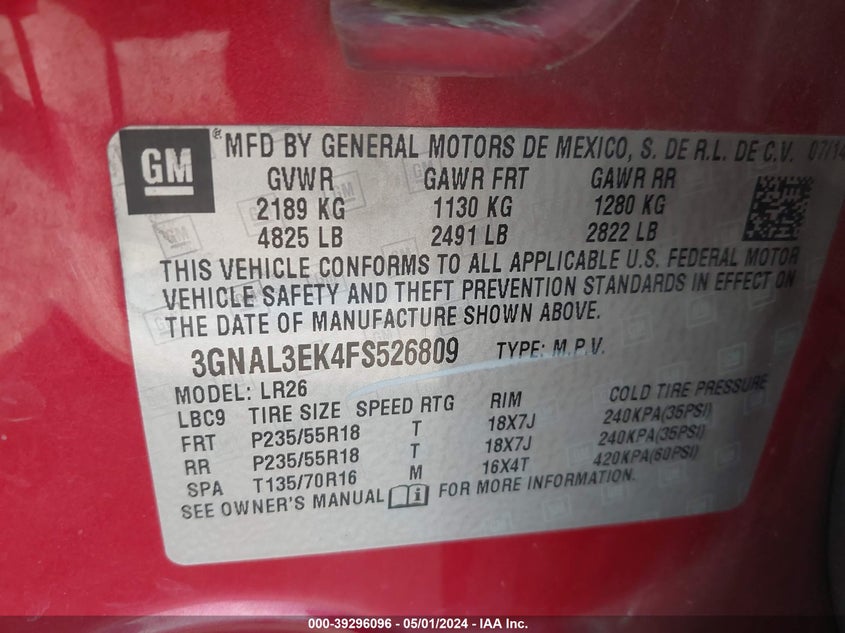 GM ® MFD BY GENERAL MOTORS DE MEXICO, S. DE R.L. DE C.V. 07/14
GVWR GAWR FRT GAWR RR
2189 KG 1130 KG 1280 KG
4825 LB 2491 LB 2822 LB
THIS VEHICLE CONFORMS TO ALL APPLICABLE U.S. FEDERAL MOTOR
VEHICLE SAFETY AND THEFT PREVENTION STANDARDS IN EFFECT ON
THE DATE OF MANUFACTURE SHOWN ABOVE.
3GNAL3EK4FS526809 TYPE: M.P.V.
MODEL: LR26
LBC9 TIRE SIZE SPEED RTG RIM COLD TIRE PRESSURE
FRT P235/55R18 T 18X7J 240KPA(35PSI)
RR P235/55R18 T 18X7J 240KPA(35PSI)
SPA T135/70R16 M 16X4T 420KPA(60PSI)
SEE OWNER'S MANUAL FOR MORE INFORMATION.
000-39296096 - 05/01/2024 - IAA Inc.